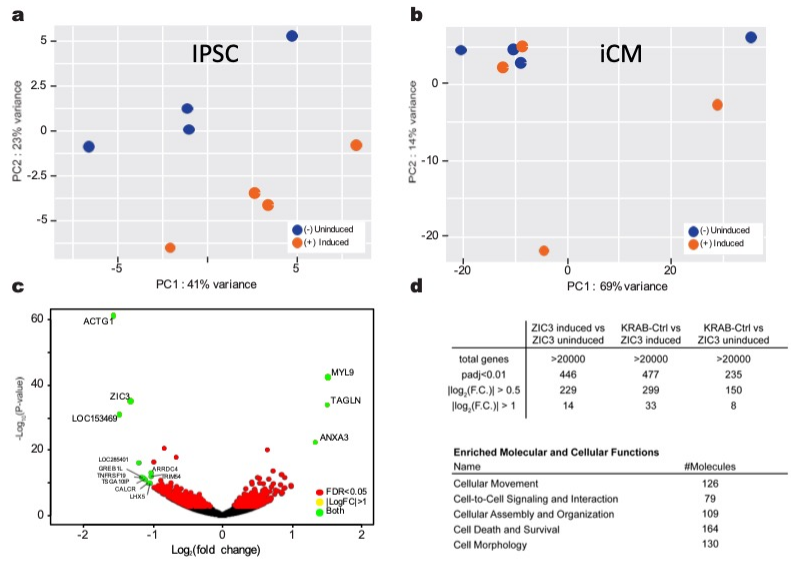 a
IPSC
5
2.5
0
-2.5
-5
PC2 : 23% variance
(-) Uninduced
(+) Induced
-5
5
PC1 : 41% variance
b
iCM
0
-10
-20
PC2 : 14% variance
(-) Uninduced
(+) Induced
-20
0
20
PC1 : 69% variance
c
60
40
20
0
-Log10(P-value)
ACTG1
MYL9
ZIC3
TAGLN
LOC153469
ANXA3
LOC285401
GREB1L
ARRDC4
TNFRSF19
TRIM54
TSGA10IP
CALCR
LHX5
FDR<0.05
|LogFC|>1
Both
-2
-1
0
1
2
Log2(fold change)
d
ZIC3 induced vs ZIC3 uninduced
KRAB-Ctrl vs ZIC3 induced
KRAB-Ctrl vs ZIC3 uninduced
total genes >20000 >20000 >20000
padj<0.01 446 477 235
|log2(F.C.)| > 0.5 229 299 150
|log2(F.C.)| > 1 14 33 8
Enriched Molecular and Cellular Functions
Name #Molecules
Cellular Movement 126
Cell-to-Cell Signaling and Interaction 79
Cellular Assembly and Organization 109
Cell Death and Survival 164
Cell Morphology 130